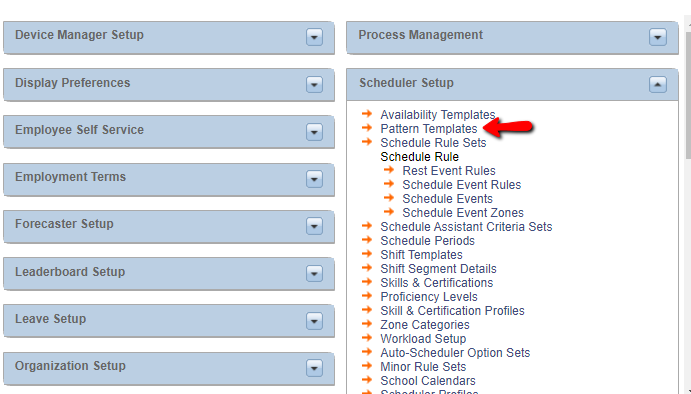 Device Manager Setup
Display Preferences
Employee Self Service
Employment Terms
Forecaster Setup
Leaderboard Setup
Leave Setup
Organization Setup
Process Management
Scheduler Setup
Availability Templates
Pattern Templates
Schedule Rule Sets
Schedule Rule
Rest Event Rules
Schedule Event Rules
Schedule Events
Schedule Event Zones
Schedule Assistant Criteria Sets
Schedule Periods
Shift Templates
Shift Segment Details
Skills & Certifications
Proficiency Levels
Skill & Certification Profiles
Zone Categories
Workload Setup
Auto-Scheduler Option Sets
Minor Rule Sets
School Calendars
Scheduler Profiles